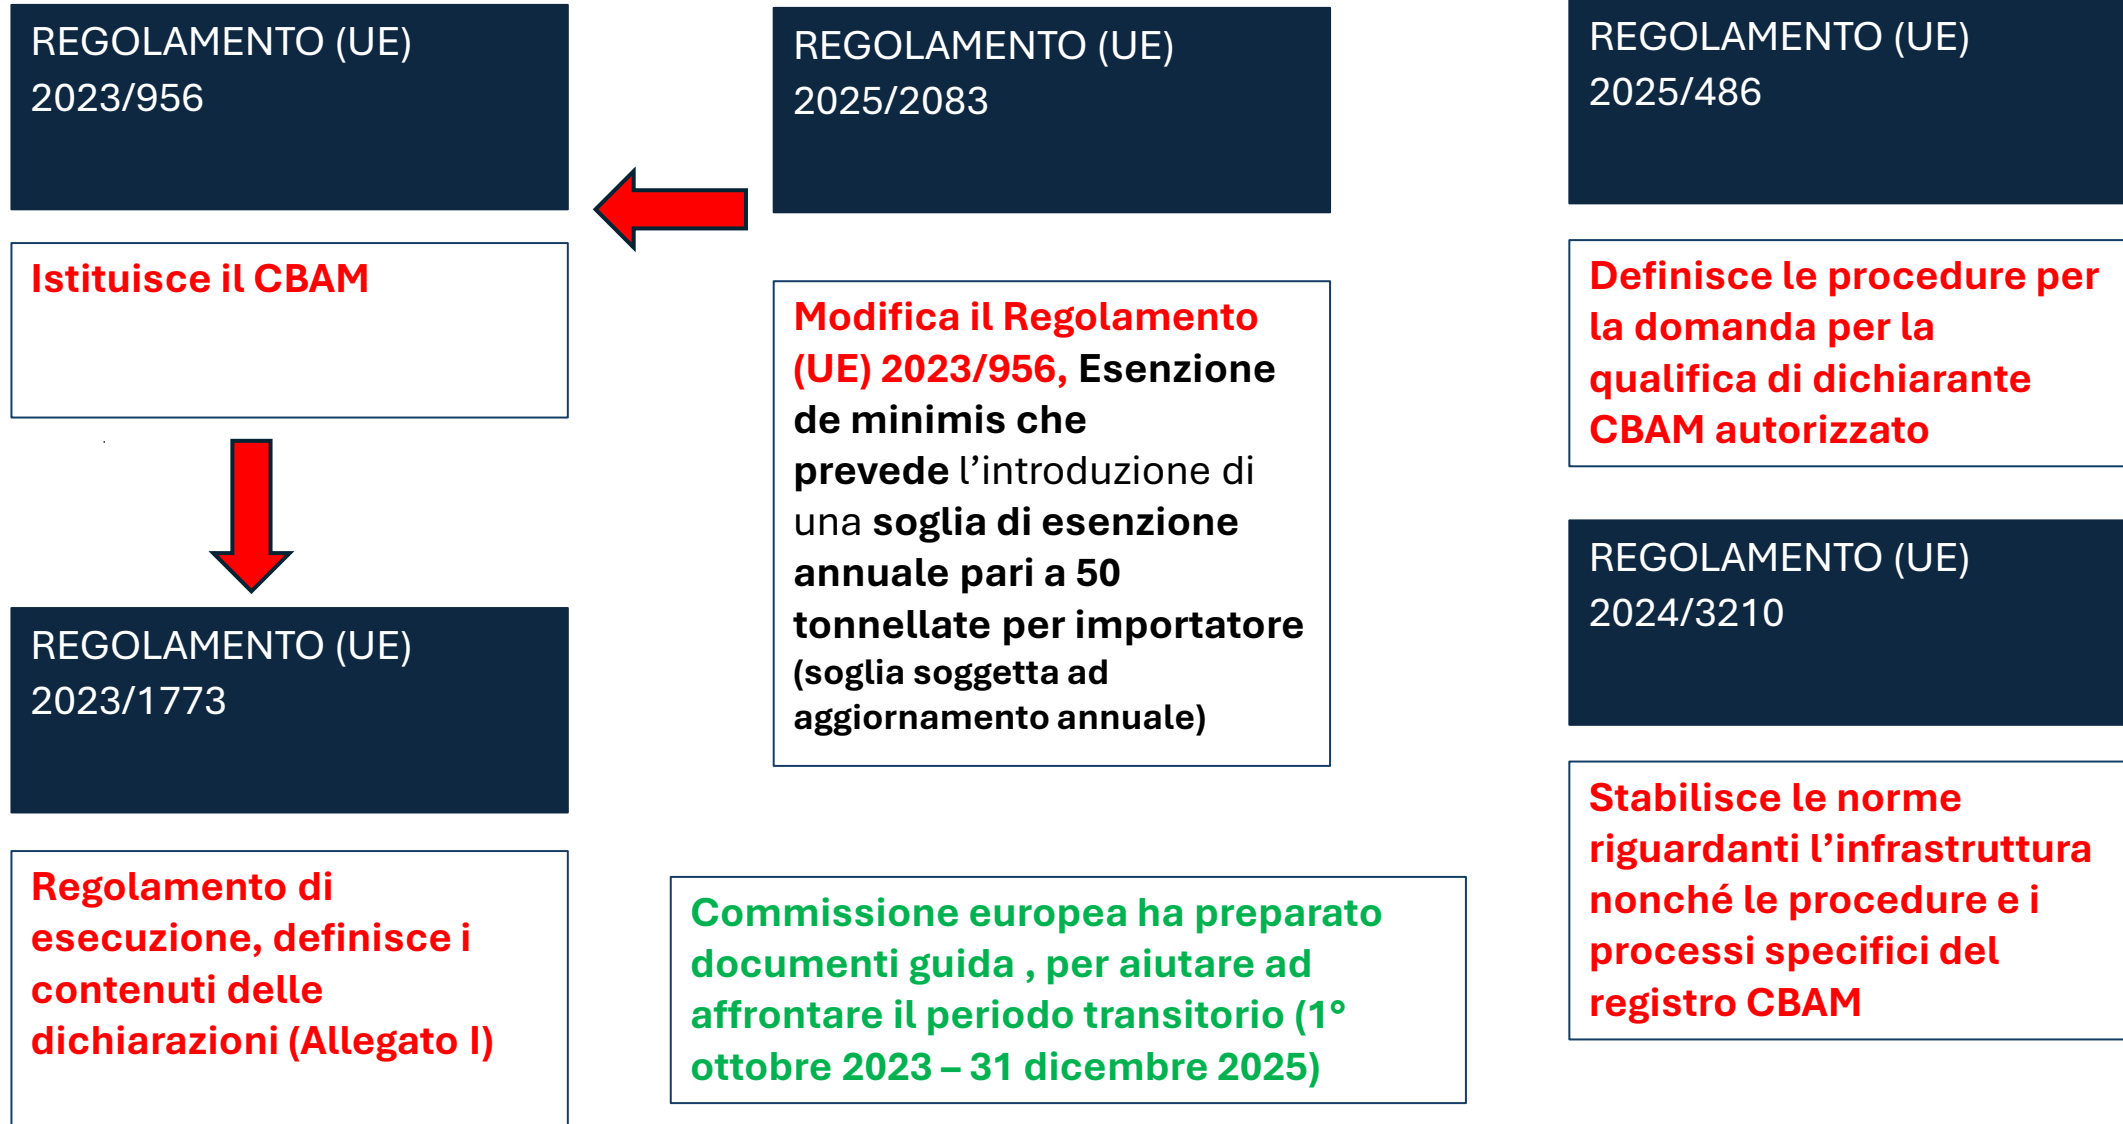 REGOLAMENTO (UE)
2023/956
Istituisce il CBAM
REGOLAMENTO (UE)
2023/1773
Regolamento di
esecuzione, definisce i
contenuti delle
dichiarazioni (Allegato I)
REGOLAMENTO (UE)
2025/2083
Modifica il Regolamento
(UE) 2023/956, Esenzione
de minimis che
prevede l’introduzione di
una soglia di esenzione
annuale pari a 50
tonnellate per importatore
(soglia soggetta ad
aggiornamento annuale)
Commissione europea ha preparato
documenti guida , per aiutare ad
affrontare il periodo transitorio (1°
ottobre 2023 – 31 dicembre 2025)
REGOLAMENTO (UE)
2025/486
Definisce le procedure per
la domanda per la
qualifica di dichiarante
CBAM autorizzato
REGOLAMENTO (UE)
2024/3210
Stabilisce le norme
riguardanti l’infrastruttura
nonché le procedure e i
processi specifici del
registro CBAM